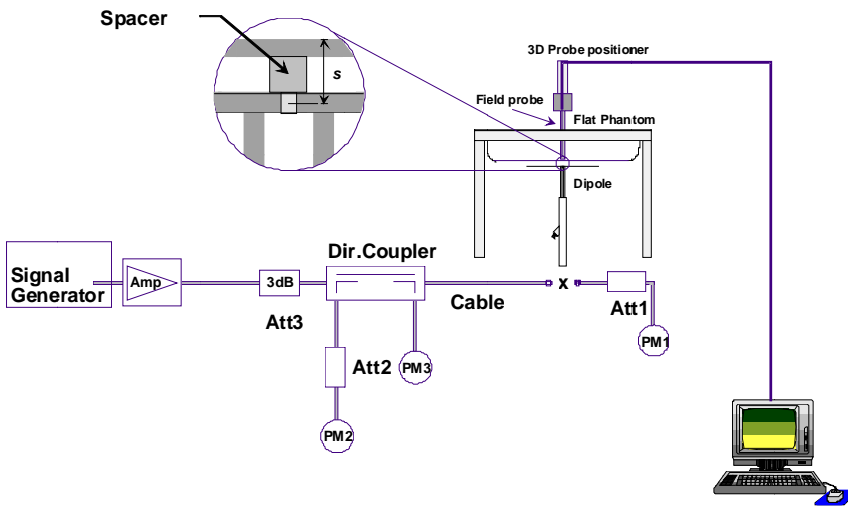 Spacer
s
3D Probe positioner
Field probe
Flat Phantom
Dipole
Signal
Generator
Amp
3dB
Att3
Dir.Coupler
Cable
x
Att1
PM1
Att2
PM3
PM2